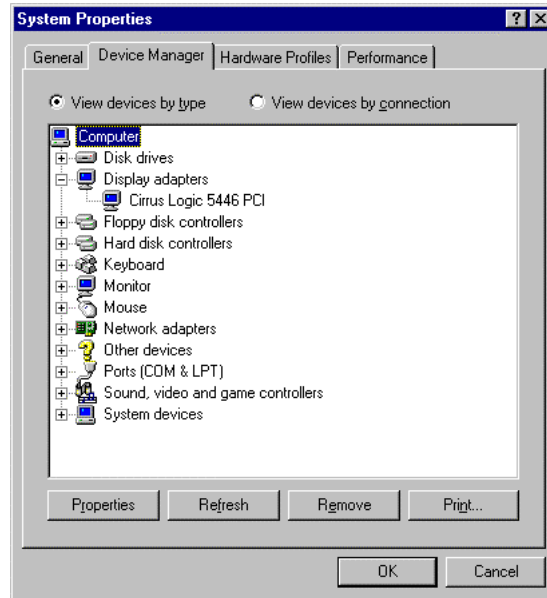 System Properties
General Device Manager Hardware Profiles Performance
View devices by type View devices by connection
Computer
Disk drives
Display adapters
Cirrus Logic 5446 PCI
Floppy disk controllers
Hard disk controllers
Keyboard
Monitor
Mouse
Network adapters
Other devices
Ports (COM & LPT)
Sound, video and game controllers
System devices
Properties Refresh Remove Print...
OK Cancel